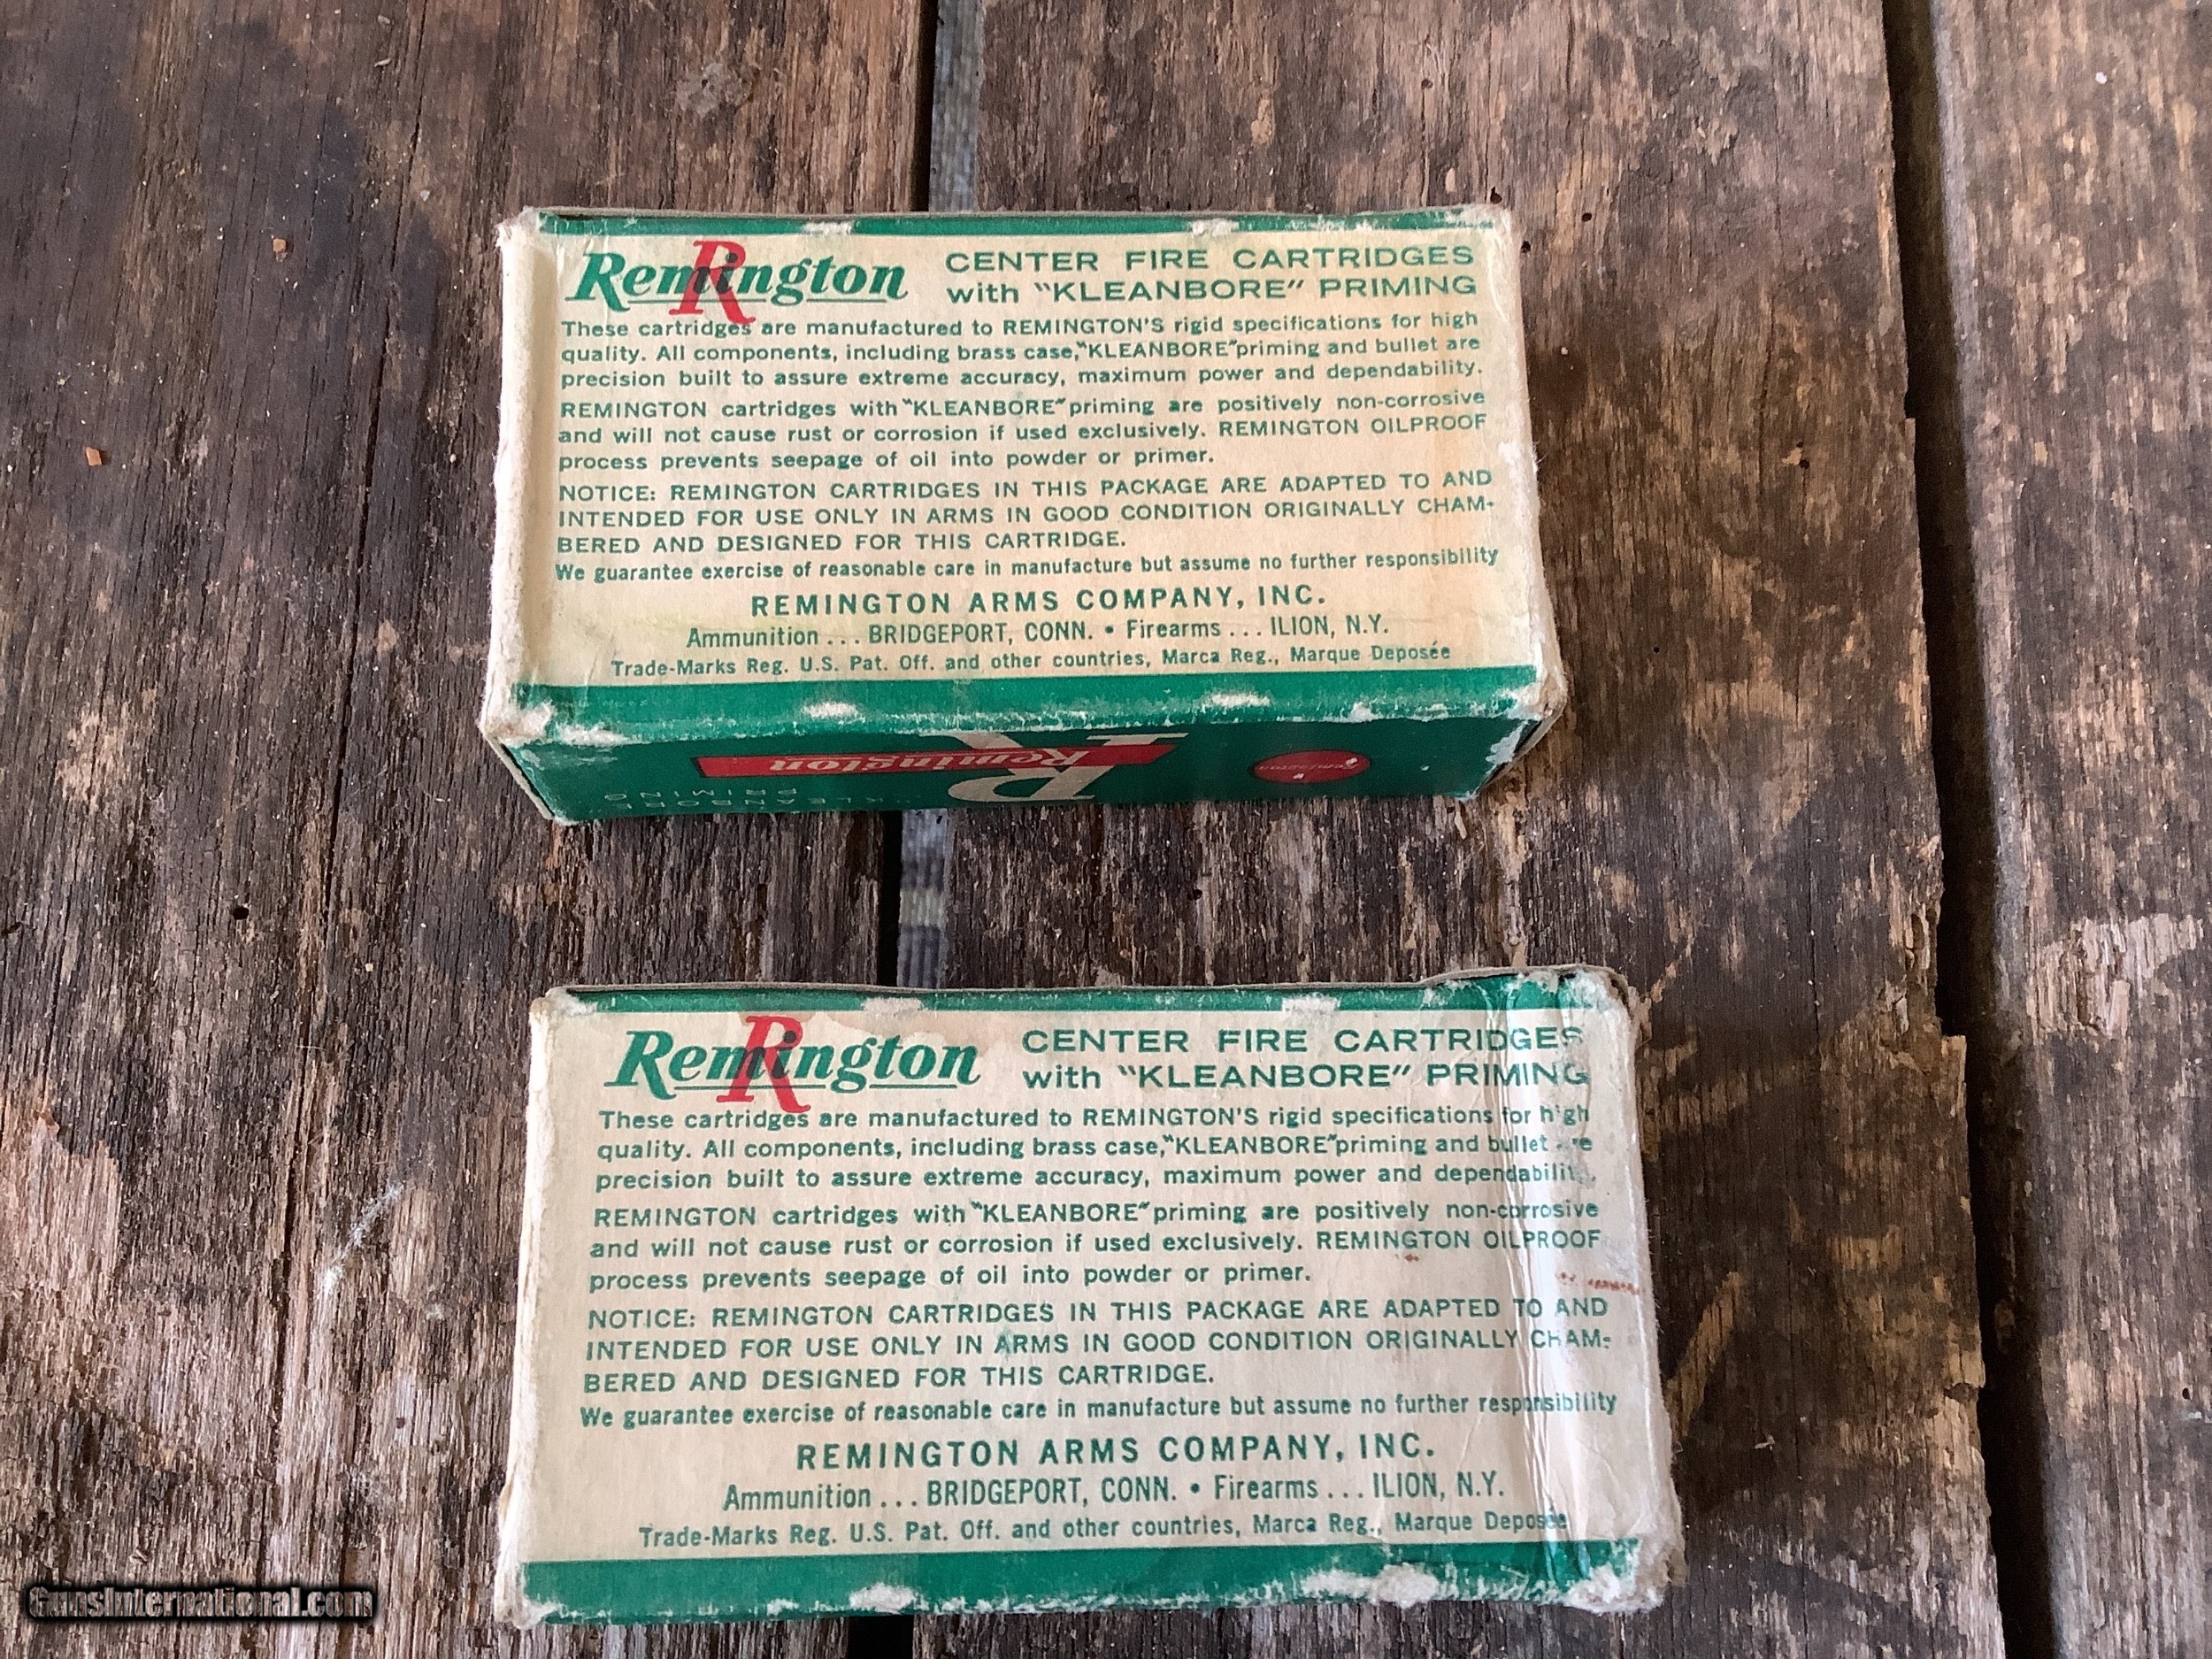 Remington
CENTER FIRE CARTRIDGES
with "KLEANBORE" PRIMING
These cartridges are manufactured to REMINGTON'S rigid specifications for high
quality. All components, including brass case, "KLEANBORE" priming and bullet are
precision built to assure extreme accuracy, maximum power and dependability.
REMINGTON cartridges with "KLEANBORE" priming are positively non-corrosive
and will not cause rust or corrosion if used exclusively. REMINGTON OILPROOF
process prevents seepage of oil into powder or primer.
NOTICE: REMINGTON CARTRIDGES IN THIS PACKAGE ARE ADAPTED TO AND
INTENDED FOR USE ONLY IN ARMS IN GOOD CONDITION ORIGINALLY CHAM-
BERED AND DESIGNED FOR THIS CARTRIDGE.
We guarantee exercise of reasonable care in manufacture but assume no further responsibility
REMINGTON ARMS COMPANY, INC.
Ammunition ... BRIDGEPORT, CONN. • Firearms ... ILION, N.Y.
Trade-Marks Reg. U.S. Pat. Off. and other countries, Marca Reg., Marque Deposée
R
Remington
Remington
KLEANBORE
PRIMING
Remington
CENTER FIRE CARTRIDGES
with "KLEANBORE" PRIMING
These cartridges are manufactured to REMINGTON'S rigid specifications for high
quality. All components, including brass case, "KLEANBORE" priming and bullet are
precision built to assure extreme accuracy, maximum power and dependability.
REMINGTON cartridges with "KLEANBORE" priming are positively non-corrosive
and will not cause rust or corrosion if used exclusively. REMINGTON OILPROOF
process prevents seepage of oil into powder or primer.
NOTICE: REMINGTON CARTRIDGES IN THIS PACKAGE ARE ADAPTED TO AND
INTENDED FOR USE ONLY IN ARMS IN GOOD CONDITION ORIGINALLY CHAM-
BERED AND DESIGNED FOR THIS CARTRIDGE.
We guarantee exercise of reasonable care in manufacture but assume no further responsibility
REMINGTON ARMS COMPANY, INC.
Ammunition ... BRIDGEPORT, CONN. • Firearms ... ILION, N.Y.
Trade-Marks Reg. U.S. Pat. Off. and other countries, Marca Reg., Marque Deposée
GunsInternational.com